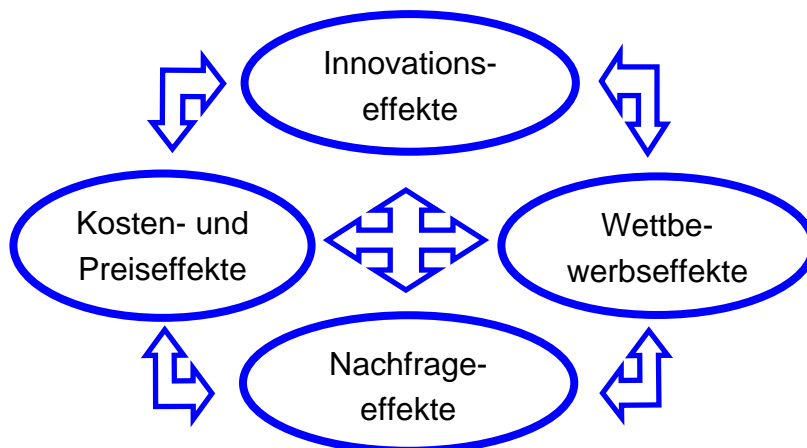 Innovations-
effekte
Kosten- und
Preiseffekte
Wettbe-
werbseffekte
Nachfrage-
effekte